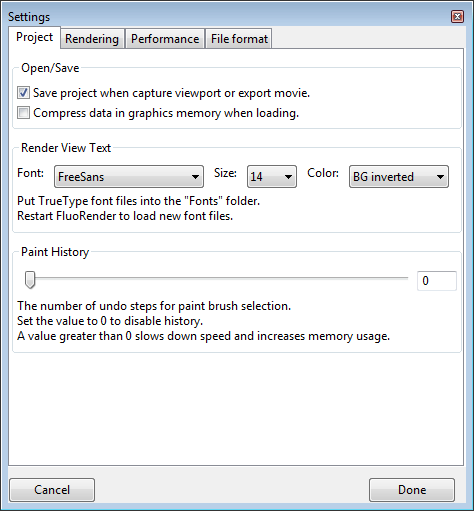 Settings
Project Rendering Performance File format
Open/Save
Save project when capture viewport or export movie.
Compress data in graphics memory when loading.
Render View Text
Font: FreeSans Size: 14 Color: BG inverted
Put TrueType font files into the "Fonts" folder.
Restart FluoRender to load new font files.
Paint History
0
The number of undo steps for paint brush selection.
Set the value to 0 to disable history.
A value greater than 0 slows down speed and increases memory usage.
Cancel Done